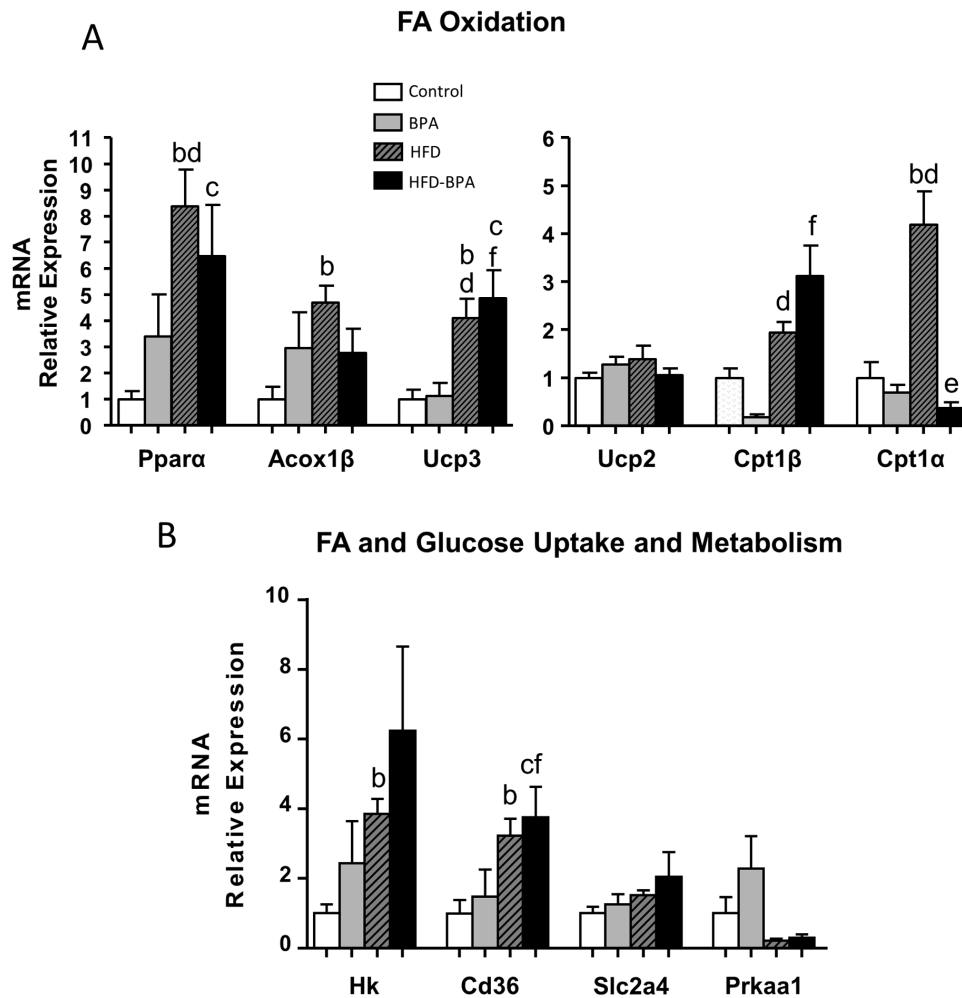 FA Oxidation
A
Control
BPA
HFD
HFD-BPA
mRNA
Relative Expression
11
10
9
8
7
6
5
4
3
2
1
0
bd
c
b
b
d
c
f
Pparα
Acox1β
Ucp3
6
5
4
3
2
1
0
d
f
bd
e
Ucp2
Cpt1β
Cpt1α
B
FA and Glucose Uptake and Metabolism
mRNA
Relative Expression
10
8
6
4
2
0
b
b
cf
Hk
Cd36
Slc2a4
Prkaa1